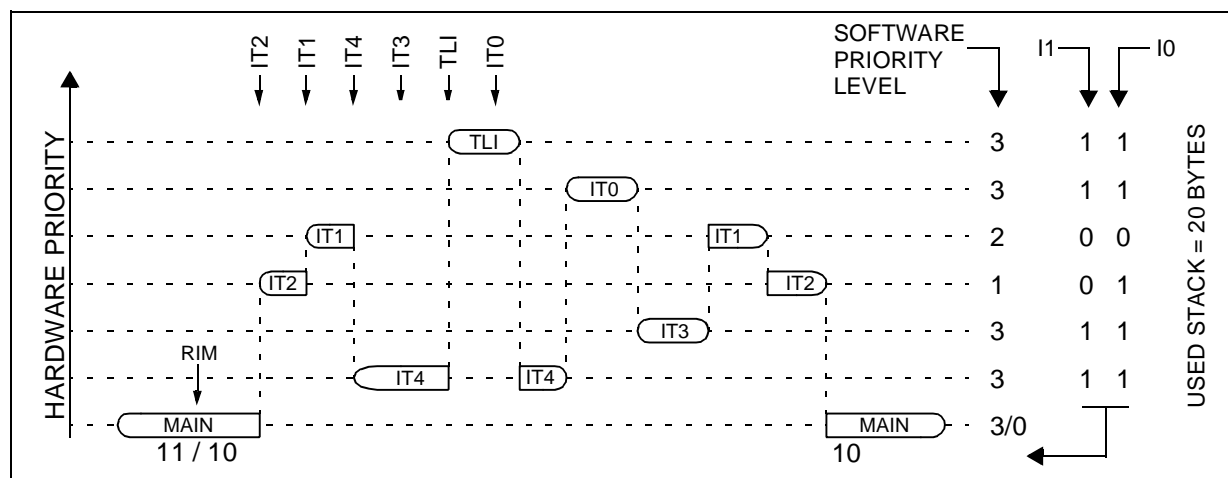 IT2 IT1 IT4 IT3 TLI IT0
SOFTWARE
PRIORITY
LEVEL
I1 I0
HARDWARE PRIORITY
TLI 3 1 1
IT0 3 1 1
IT1 IT1 2 0 0
IT2 IT2 1 0 1
IT3 3 1 1
RIM
IT4 IT4 3 1 1
MAIN MAIN 3/0
11 / 10 10
USED STACK = 20 BYTES